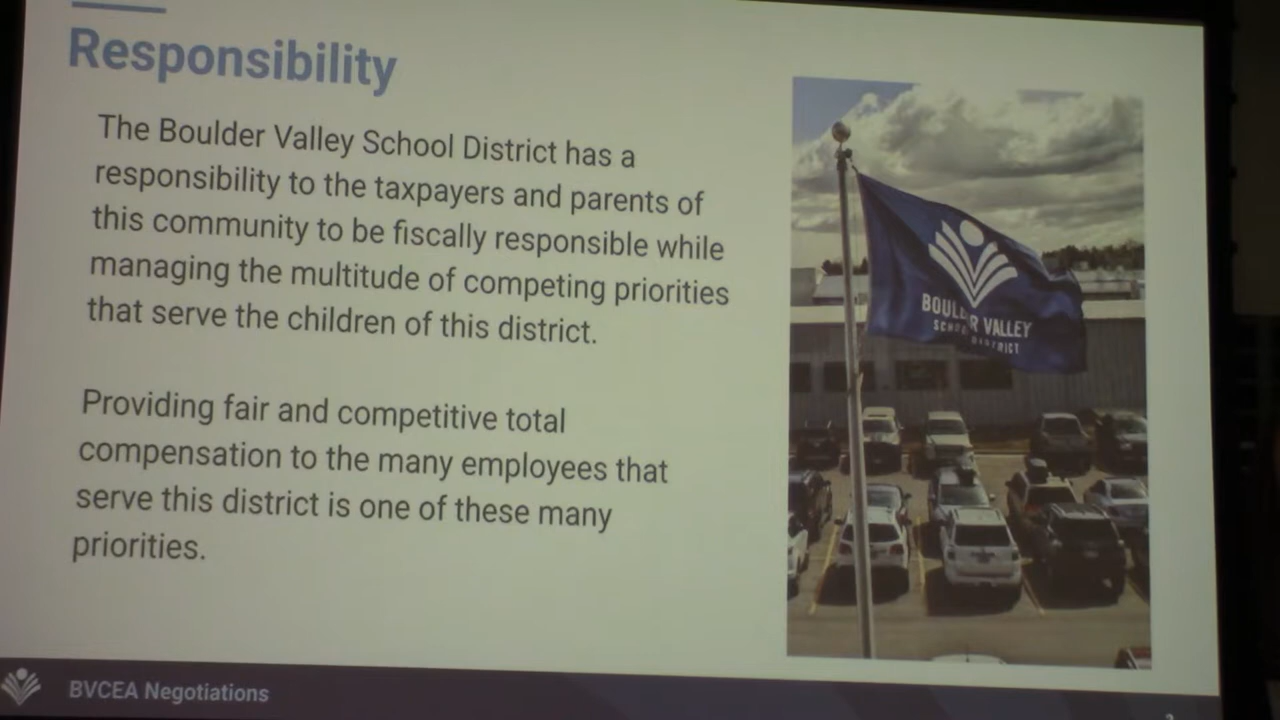 Responsibility
The Boulder Valley School District has a
responsibility to the taxpayers and parents of
this community to be fiscally responsible while
managing the multitude of competing priorities
that serve the children of this district.
Providing fair and competitive total
compensation to the many employees that
serve this district is one of these many
priorities.
BOULDER VALLEY
SCHOOL DISTRICT
BVCEA Negotiations